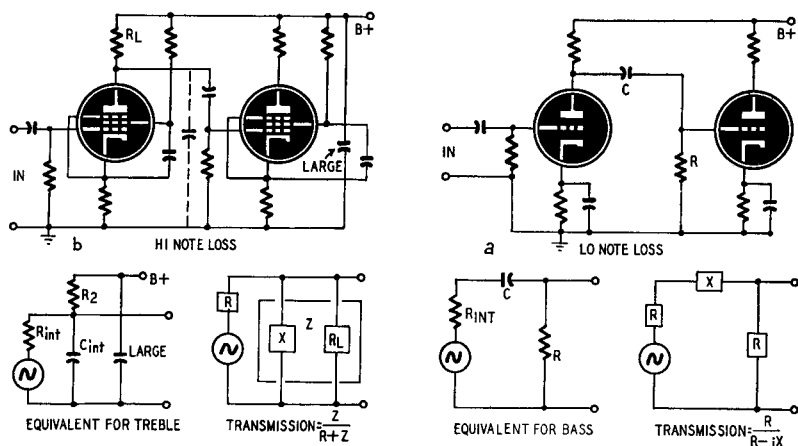 RL
B+
IN
LARGE
b
HI NOTE LOSS
B+
C
IN
R
a
LO NOTE LOSS
B+
R2
Rint
Cint
LARGE
EQUIVALENT FOR TREBLE
R
Z
X
RL
TRANSMISSION=Z/R+Z
C
RINT
R
EQUIVALENT FOR BASS
X
R
R
TRANSMISSION=R/R-iX